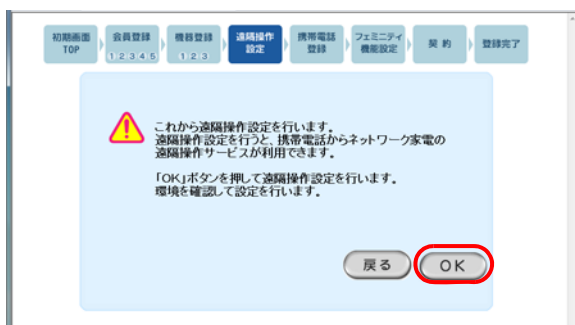 初期画面
TOP
会員登録
1 2 3 4 5
機器登録
1 2 3
遠隔操作
設定
携帯電話
登録
フェミニティ
機能設定
契約
登録完了
これから遠隔操作設定を行います。
遠隔操作設定を行うと、携帯電話からネットワーク家電の
遠隔操作サービスが利用できます。
「OK」ボタンを押して遠隔操作設定を行います。
環境を確認して設定を行います。
戻る
OK